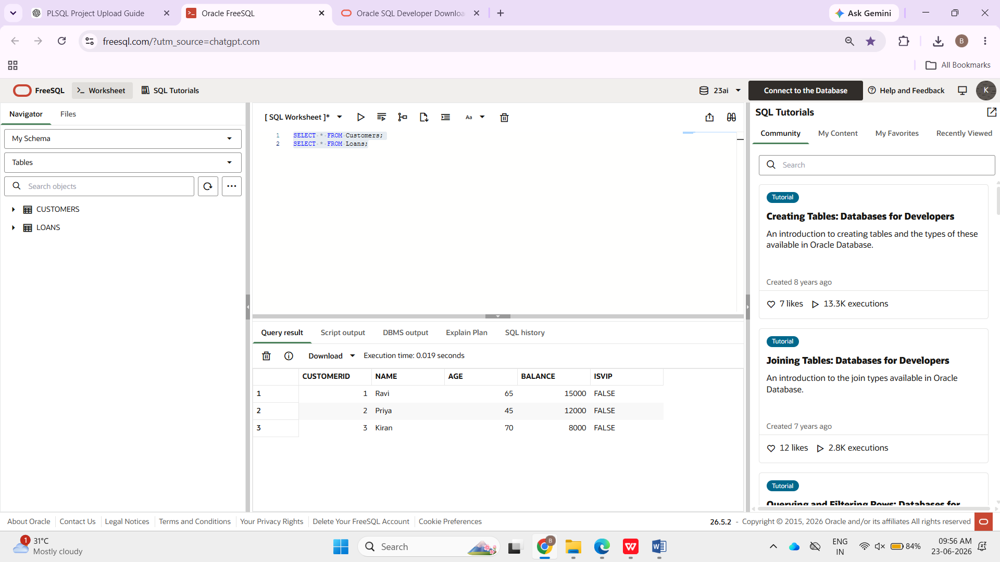 PLSQL Project Upload Guide
Oracle FreeSQL
Oracle SQL Developer Downloa
Ask Gemini
freesql.com/?utm_source=chatgpt.com
B
All Bookmarks
FreeSQL
Worksheet
SQL Tutorials
23ai
Connect to the Database
Help and Feedback
K
Navigator
Files
My Schema
Tables
Search objects
CUSTOMERS
LOANS
[ SQL Worksheet ]*
Aa
1 SELECT * FROM Customers;
2 SELECT * FROM Loans;
Query result
Script output
DBMS output
Explain Plan
SQL history
Download
Execution time: 0.019 seconds
CUSTOMERID NAME AGE BALANCE ISVIP
1 1 Ravi 65 15000 FALSE
2 2 Priya 45 12000 FALSE
3 3 Kiran 70 8000 FALSE
SQL Tutorials
Community
My Content
My Favorites
Recently Viewed
Search
Tutorial
Creating Tables: Databases for Developers
An introduction to creating tables and the types of these
available in Oracle Database.
Created 8 years ago
7 likes
13.3K executions
Tutorial
Joining Tables: Databases for Developers
An introduction to the join types available in Oracle
Database.
Created 7 years ago
12 likes
2.8K executions
Tutorial
Querying and Filtering Rows: Databases for
About Oracle
Contact Us
Legal Notices
Terms and Conditions
Your Privacy Rights
Delete Your FreeSQL Account
Cookie Preferences
26.5.2 - Copyright © 2015, 2026 Oracle and/or its affiliates All rights reserved
1
31°C
Mostly cloudy
Search
B
ENG
IN
84%
09:56 AM
23-06-2026